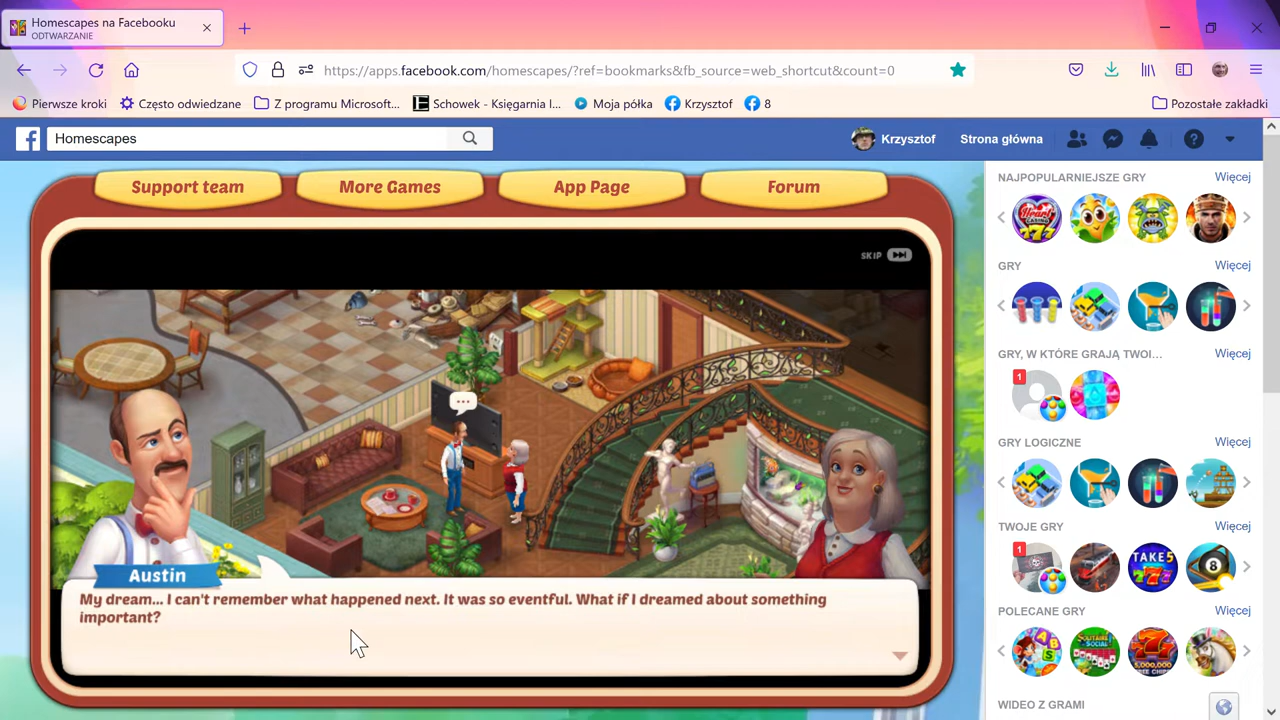 Homescapes na Facebooku
ODTWARZANIE
https://apps.facebook.com/homescapes/?ref=bookmarks&fb_source=web_shortcut&count=0
Pierwsze kroki
Często odwiedzane
Z programu Microsoft...
Schowek - Księgarnia I...
Moja półka
Krzysztof
8
Pozostałe zakładki
Homescapes
Krzysztof
Strona główna
Support team
More Games
App Page
Forum
SKIP
Austin
My dream... I can't remember what happened next. It was so eventful. What if I dreamed about something
important?
NAJPOPULARNIEJSZE GRY
Więcej
GRY
Więcej
GRY, W KTÓRE GRAJĄ TWOI...
Więcej
1
GRY LOGICZNE
Więcej
TWOJE GRY
Więcej
1
TAKE 5
777
8
POLECANE GRY
Więcej
WIDEO Z GRAMI